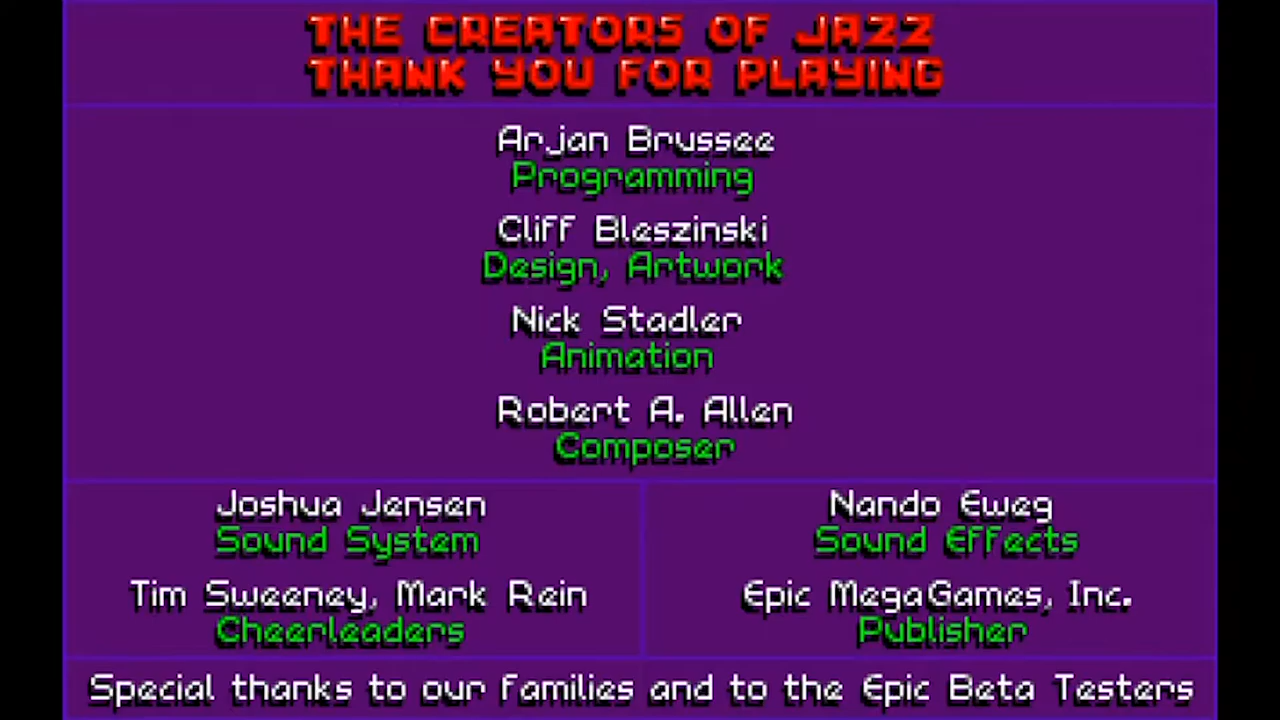 THE CREATORS OF JAZZ
THANK YOU FOR PLAYING
Arjan Brussee
Programming
Cliff Bleszinski
Design, Artwork
Nick Stadler
Animation
Robert A. Allen
Composer
Joshua Jensen
Sound System
Tim Sweeney, Mark Rein
Cheerleaders
Nando Eweg
Sound Effects
Epic MegaGames, Inc.
Publisher
Special thanks to our families and to the Epic Beta Testers